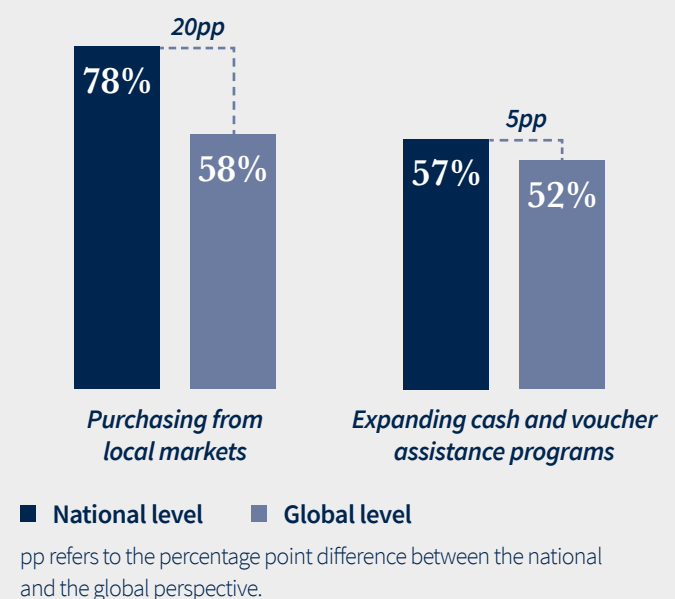 20pp
78%
58%
5pp
57%
52%
Purchasing from
local markets
Expanding cash and voucher
assistance programs
National level
Global level
pp refers to the percentage point difference between the national
and the global perspective.